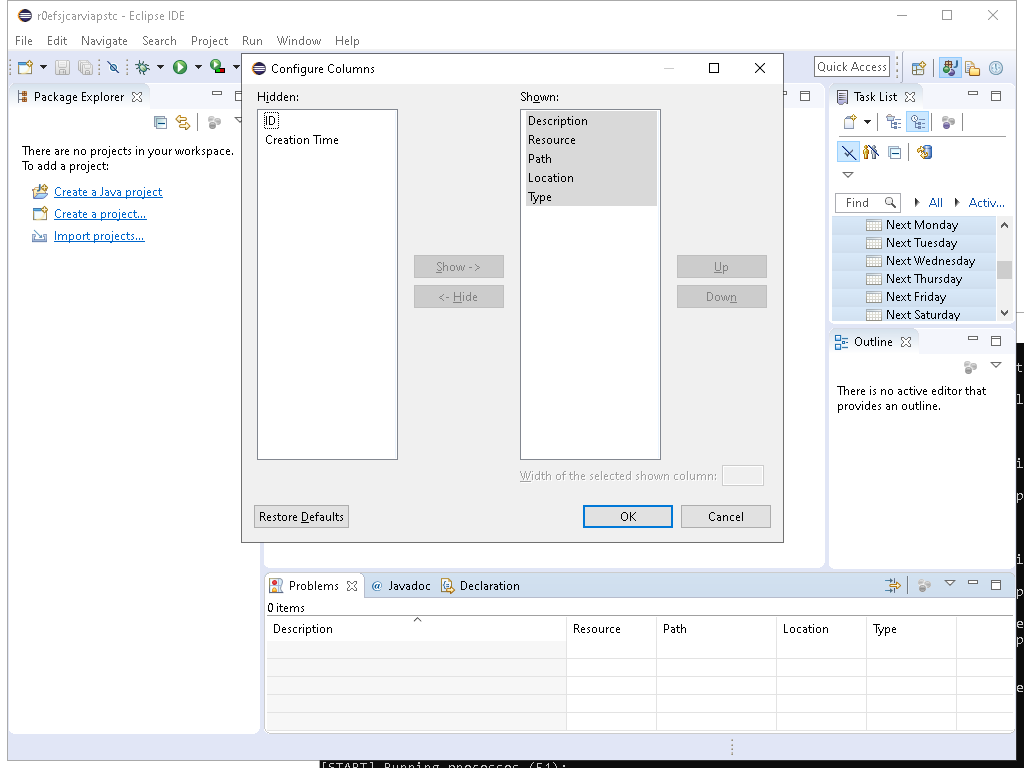 r0efsjcarviapstc - Eclipse IDE
File Edit Navigate Search Project Run Window Help
Quick Access
Package Explorer
There are no projects in your workspace.
To add a project:
Create a Java project
Create a project...
Import projects...
Configure Columns
Hidden:
ID
Creation Time
Show ->
<- Hide
Shown:
Description
Resource
Path
Location
Type
Up
Down
Width of the selected shown column:
Restore Defaults
OK
Cancel
Task List
Find
All
Activ...
Next Monday
Next Tuesday
Next Wednesday
Next Thursday
Next Friday
Next Saturday
Outline
There is no active editor that
provides an outline.
Problems
@ Javadoc
Declaration
0 items
Description Resource Path Location Type
[START] Running processes (51):